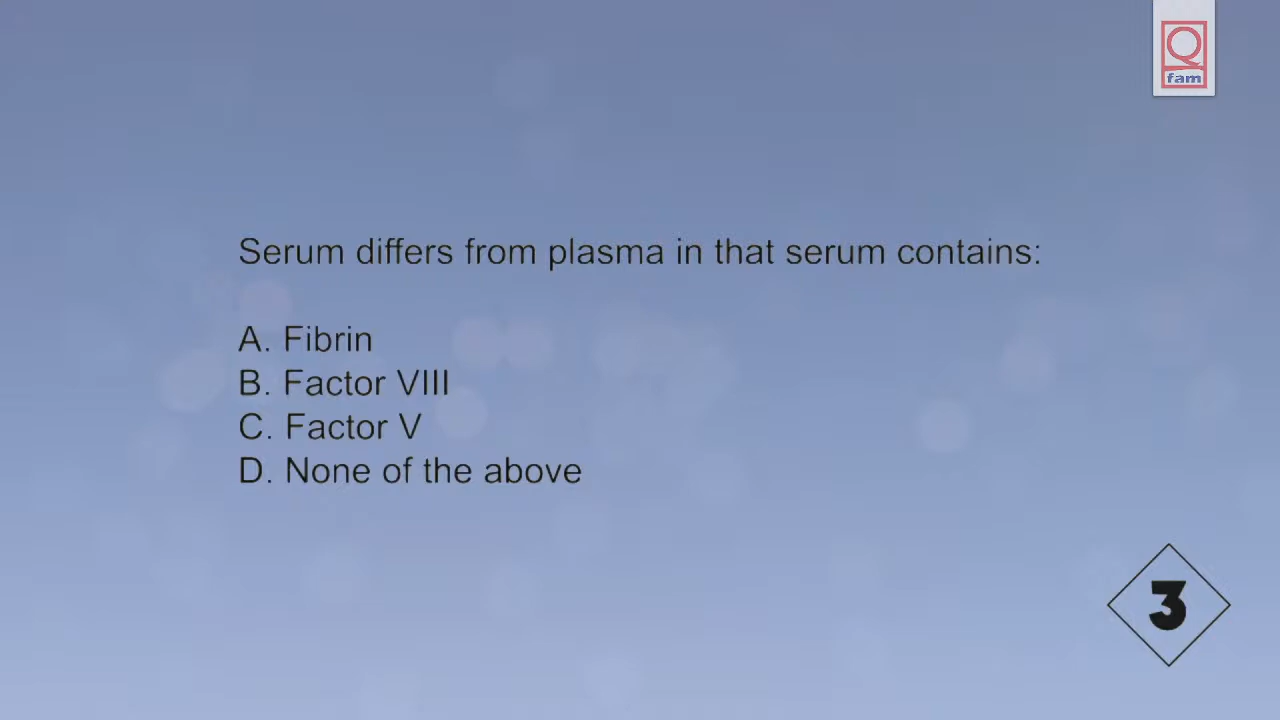 Q
fam
Serum differs from plasma in that serum contains:
A. Fibrin
B. Factor VIII
C. Factor V
D. None of the above
3